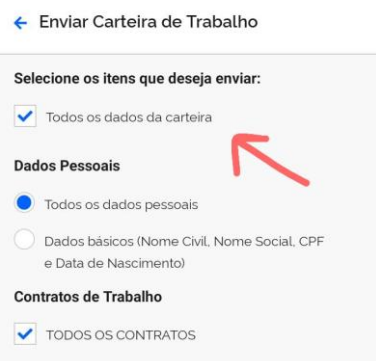 Enviar Carteira de Trabalho
Selecione os itens que deseja enviar:
Todos os dados da carteira
Dados Pessoais
Todos os dados pessoais
Dados básicos (Nome Civil, Nome Social, CPF
e Data de Nascimento)
Contratos de Trabalho
TODOS OS CONTRATOS